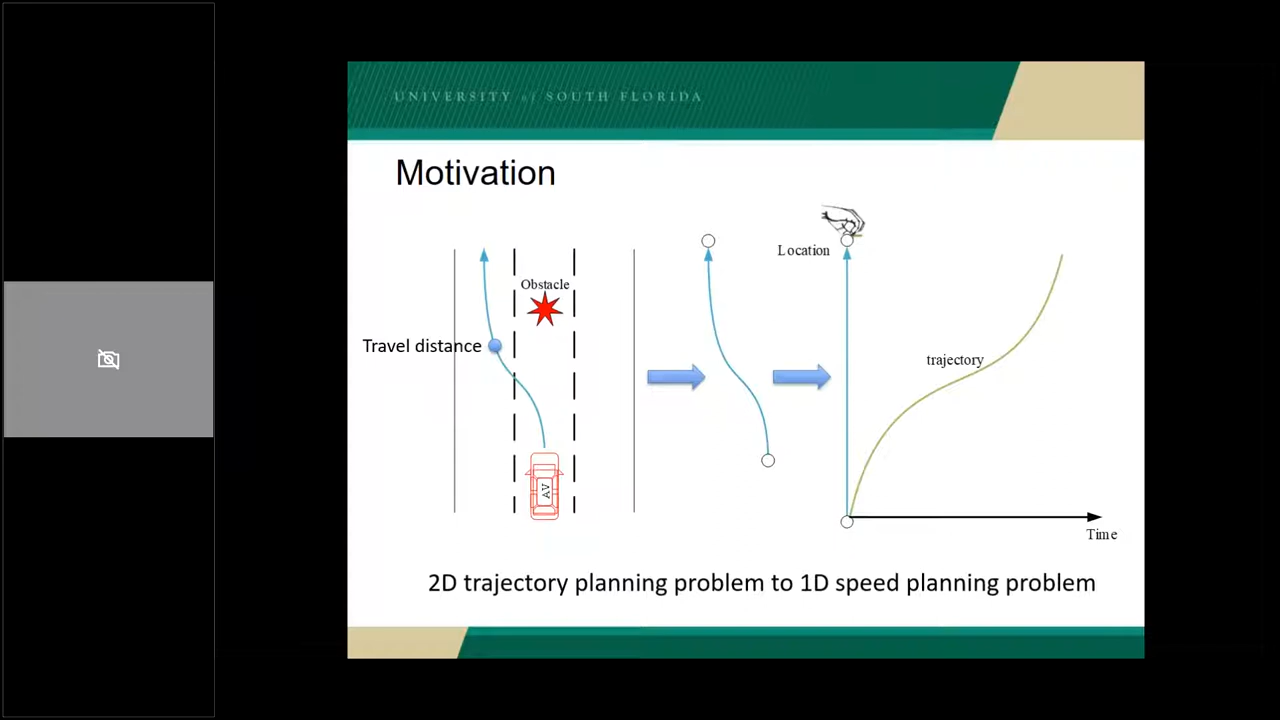 UNIVERSITY of SOUTH FLORIDA
Motivation
Location
Obstacle
Travel distance
trajectory
AV
Time
2D trajectory planning problem to 1D speed planning problem